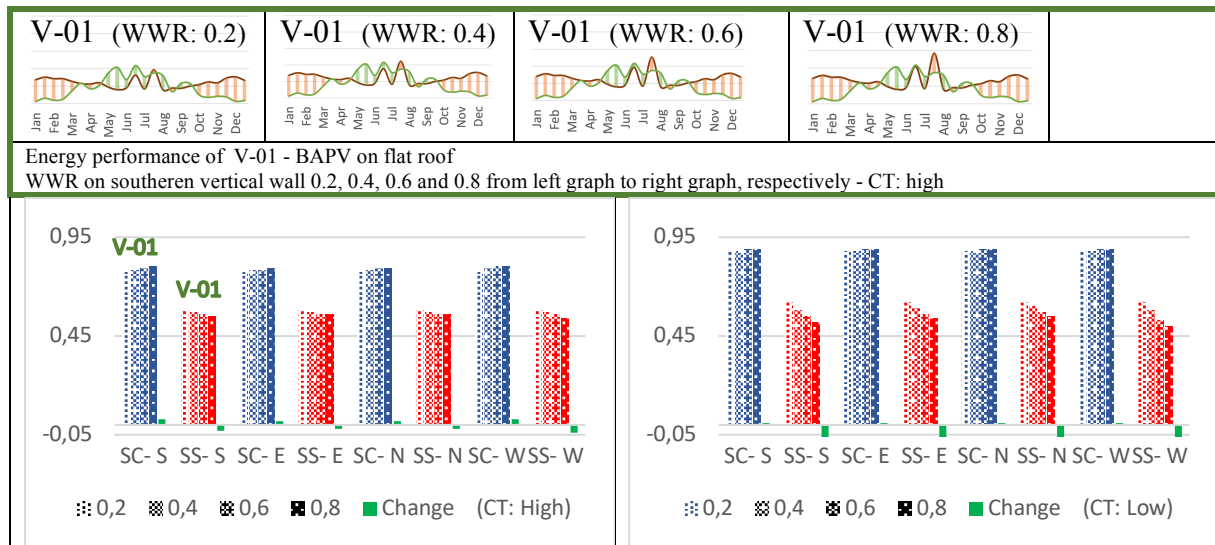 V-01 (WWR: 0.2)
V-01 (WWR: 0.4)
V-01 (WWR: 0.6)
V-01 (WWR: 0.8)
Jan Feb Mar Apr May Jun Jul Aug Sep Oct Nov Dec
Jan Feb Mar Apr May Jun Jul Aug Sep Oct Nov Dec
Jan Feb Mar Apr May Jun Jul Aug Sep Oct Nov Dec
Jan Feb Mar Apr May Jun Jul Aug Sep Oct Nov Dec
Energy performance of V-01 - BAPV on flat roof
WWR on southeren vertical wall 0.2, 0.4, 0.6 and 0.8 from left graph to right graph, respectively - CT: high
0,95
V-01
V-01
0,45
-0,05
SC- S SS- S SC- E SS- E SC- N SS- N SC- W SS- W
0,2 0,4 0,6 0,8 Change (CT: High)
0,95
0,45
-0,05
SC- S SS- S SC- E SS- E SC- N SS- N SC- W SS- W
0,2 0,4 0,6 0,8 Change (CT: Low)